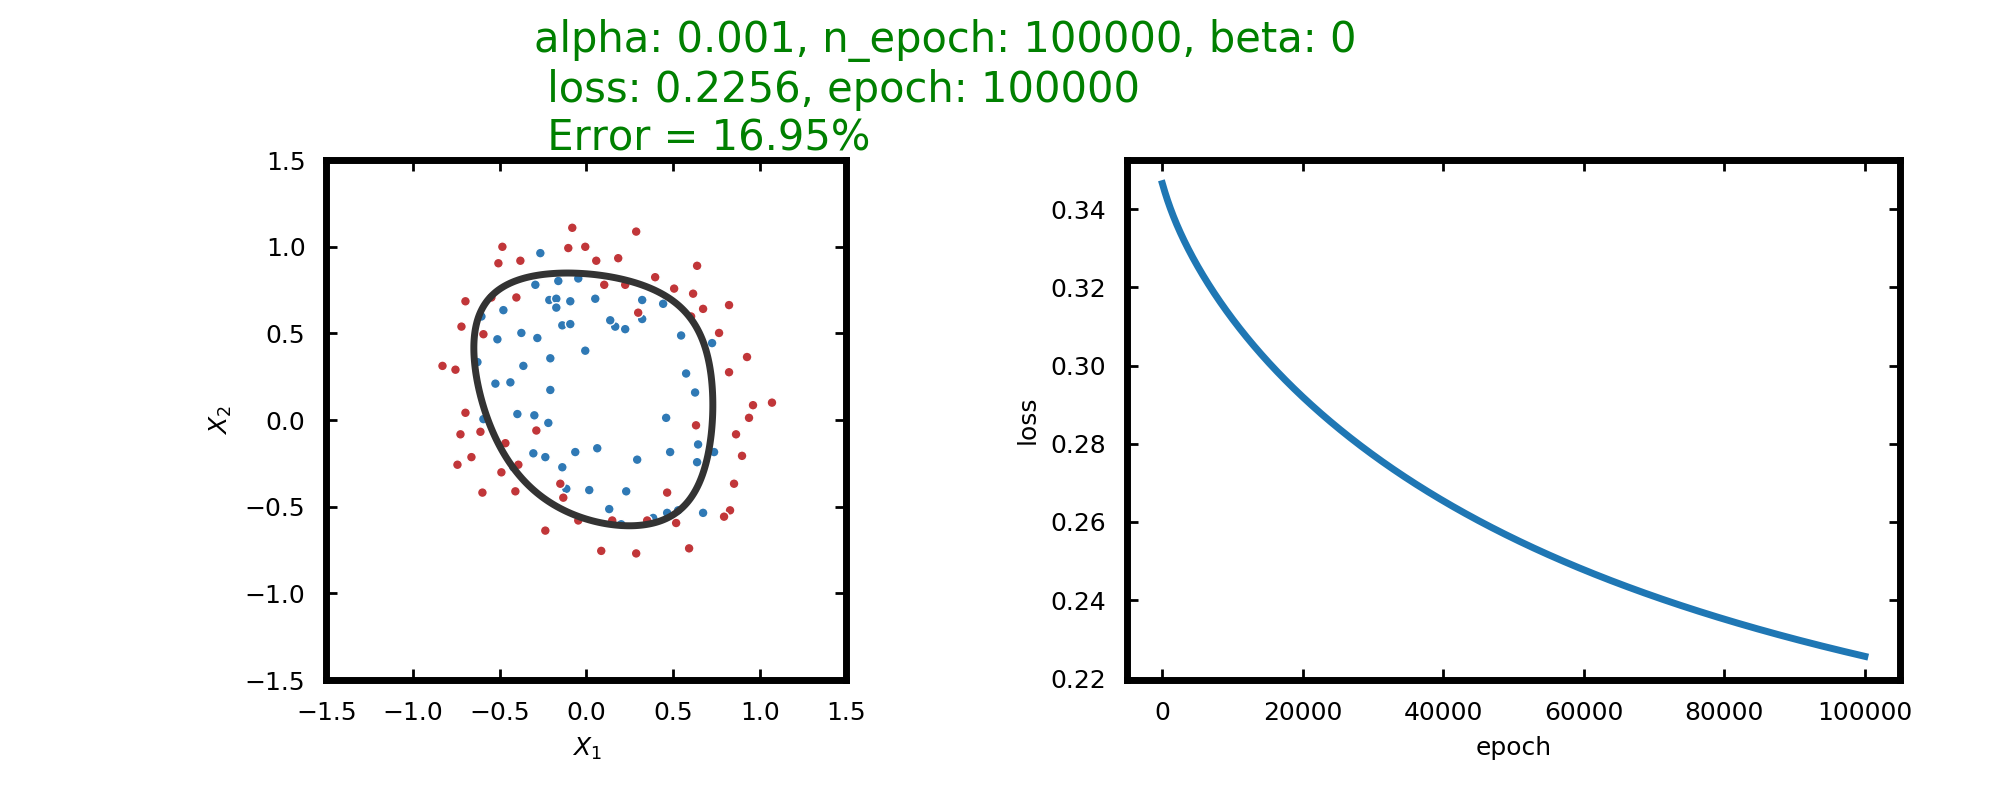 alpha: 0.001, n_epoch: 100000, beta: 0
loss: 0.2256, epoch: 100000
Error = 16.95%
1.5
1.0
0.5
0.0
−0.5
−1.0
−1.5
X2
−1.5 −1.0 −0.5 0.0 0.5 1.0 1.5
X1
0.34
0.32
0.30
0.28
0.26
0.24
0.22
loss
0 20000 40000 60000 80000 100000
epoch